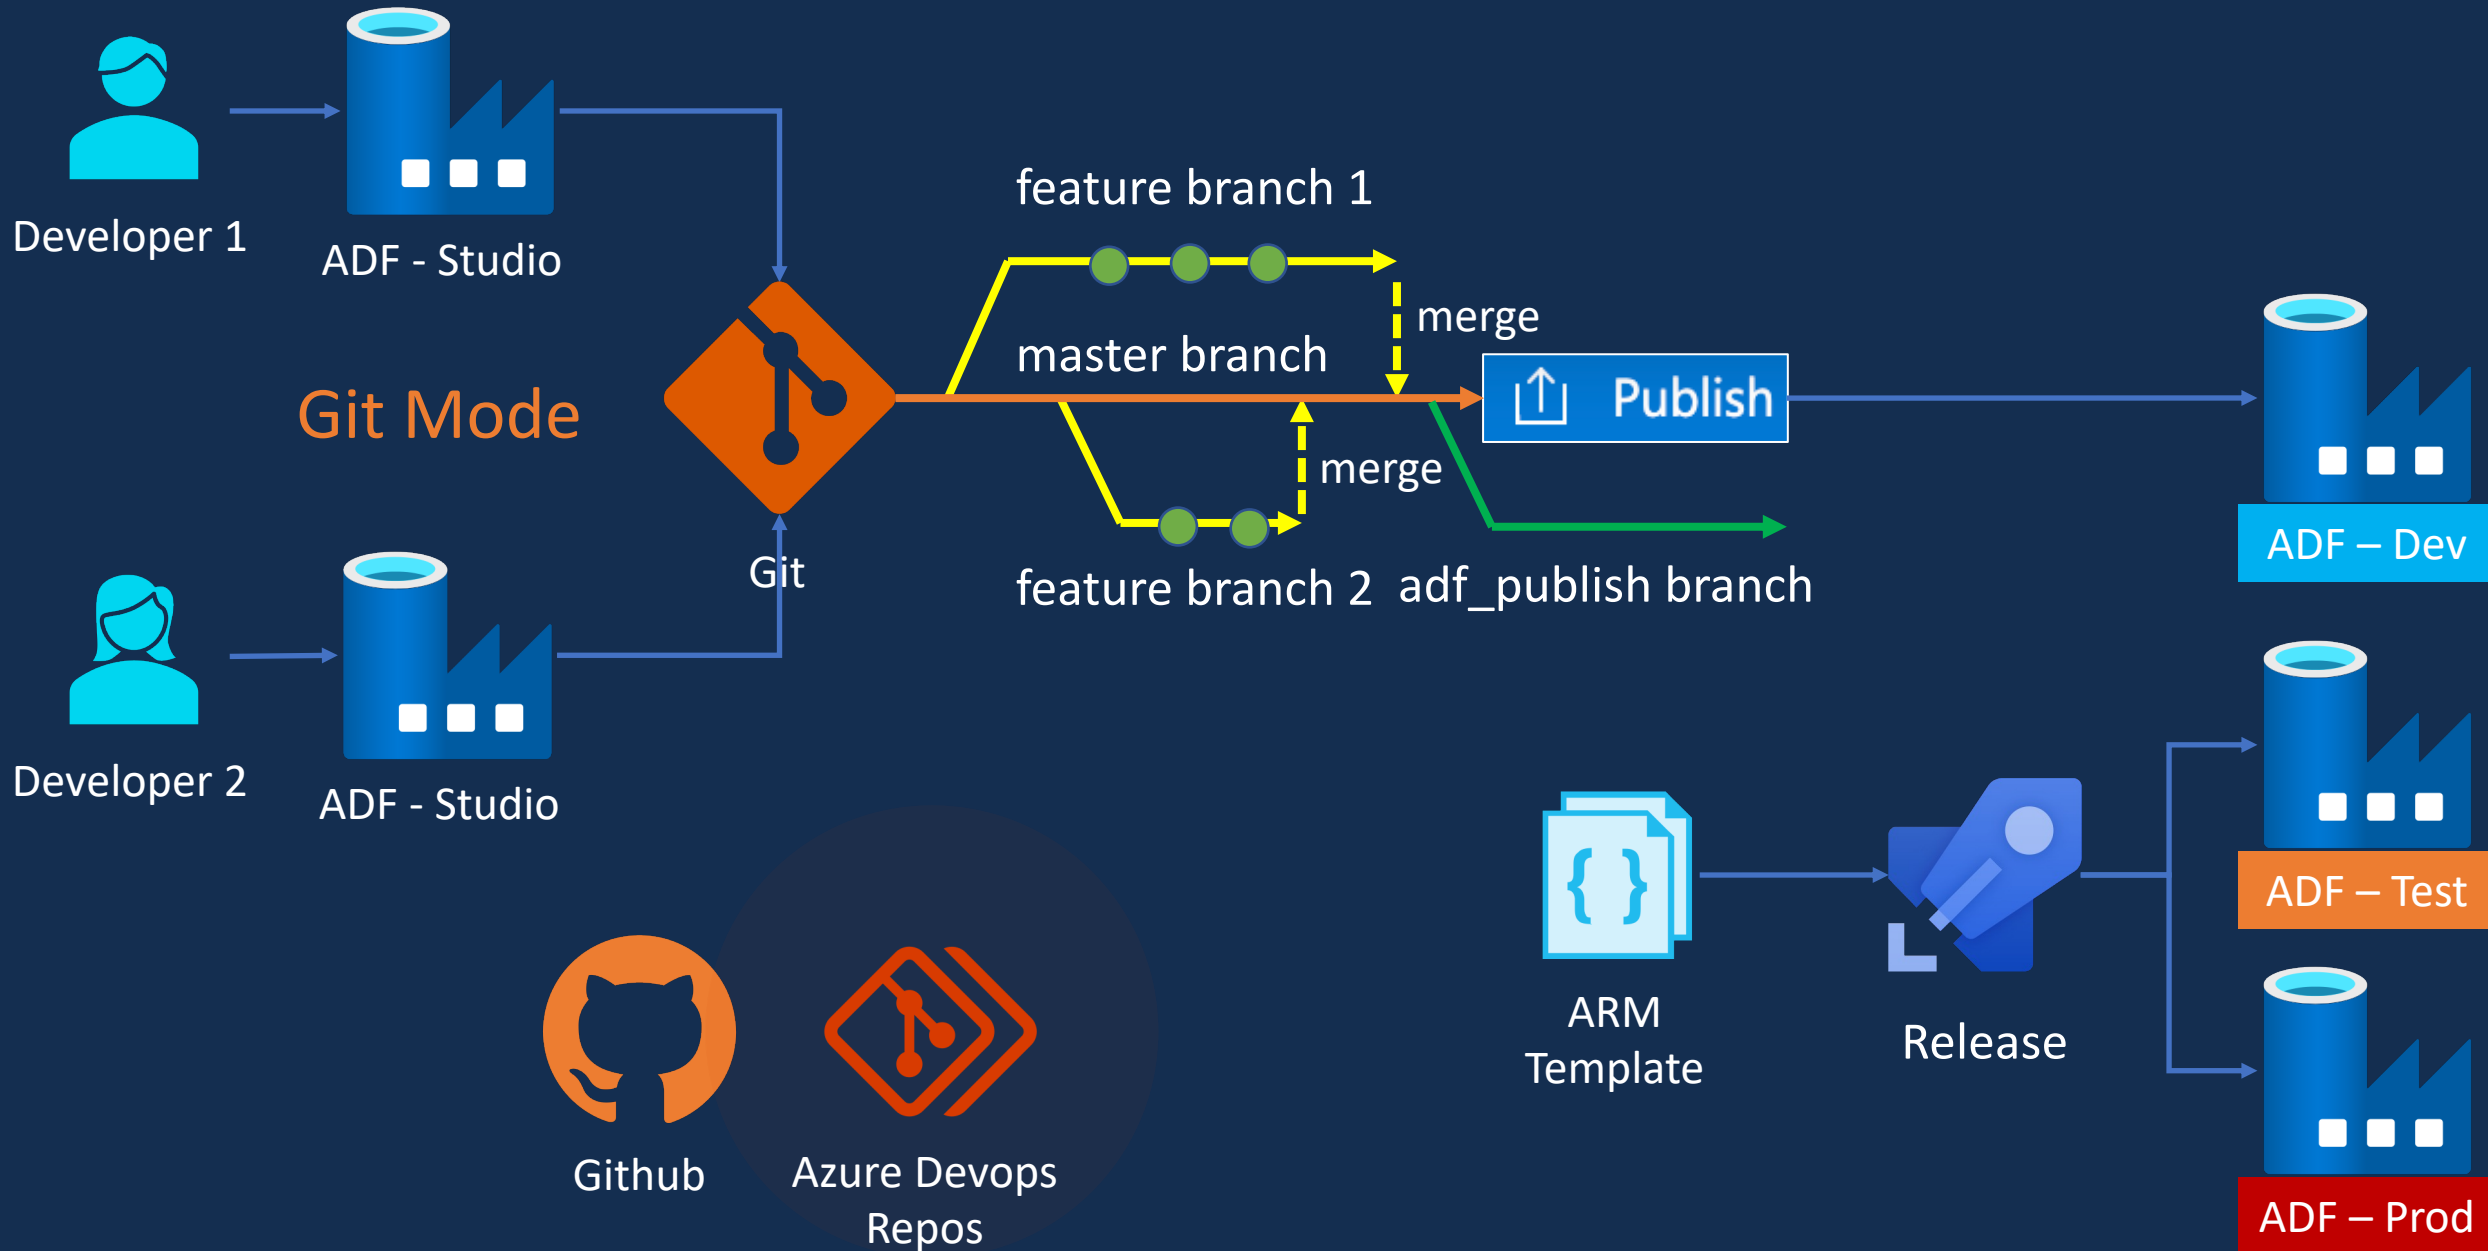 Developer 1
ADF - Studio
feature branch 1
merge
master branch
Publish
Git Mode
merge
Git
feature branch 2
adf_publish branch
ADF – Dev
Developer 2
ADF - Studio
ADF – Test
ARM
Template
Release
Github
Azure Devops
Repos
ADF – Prod